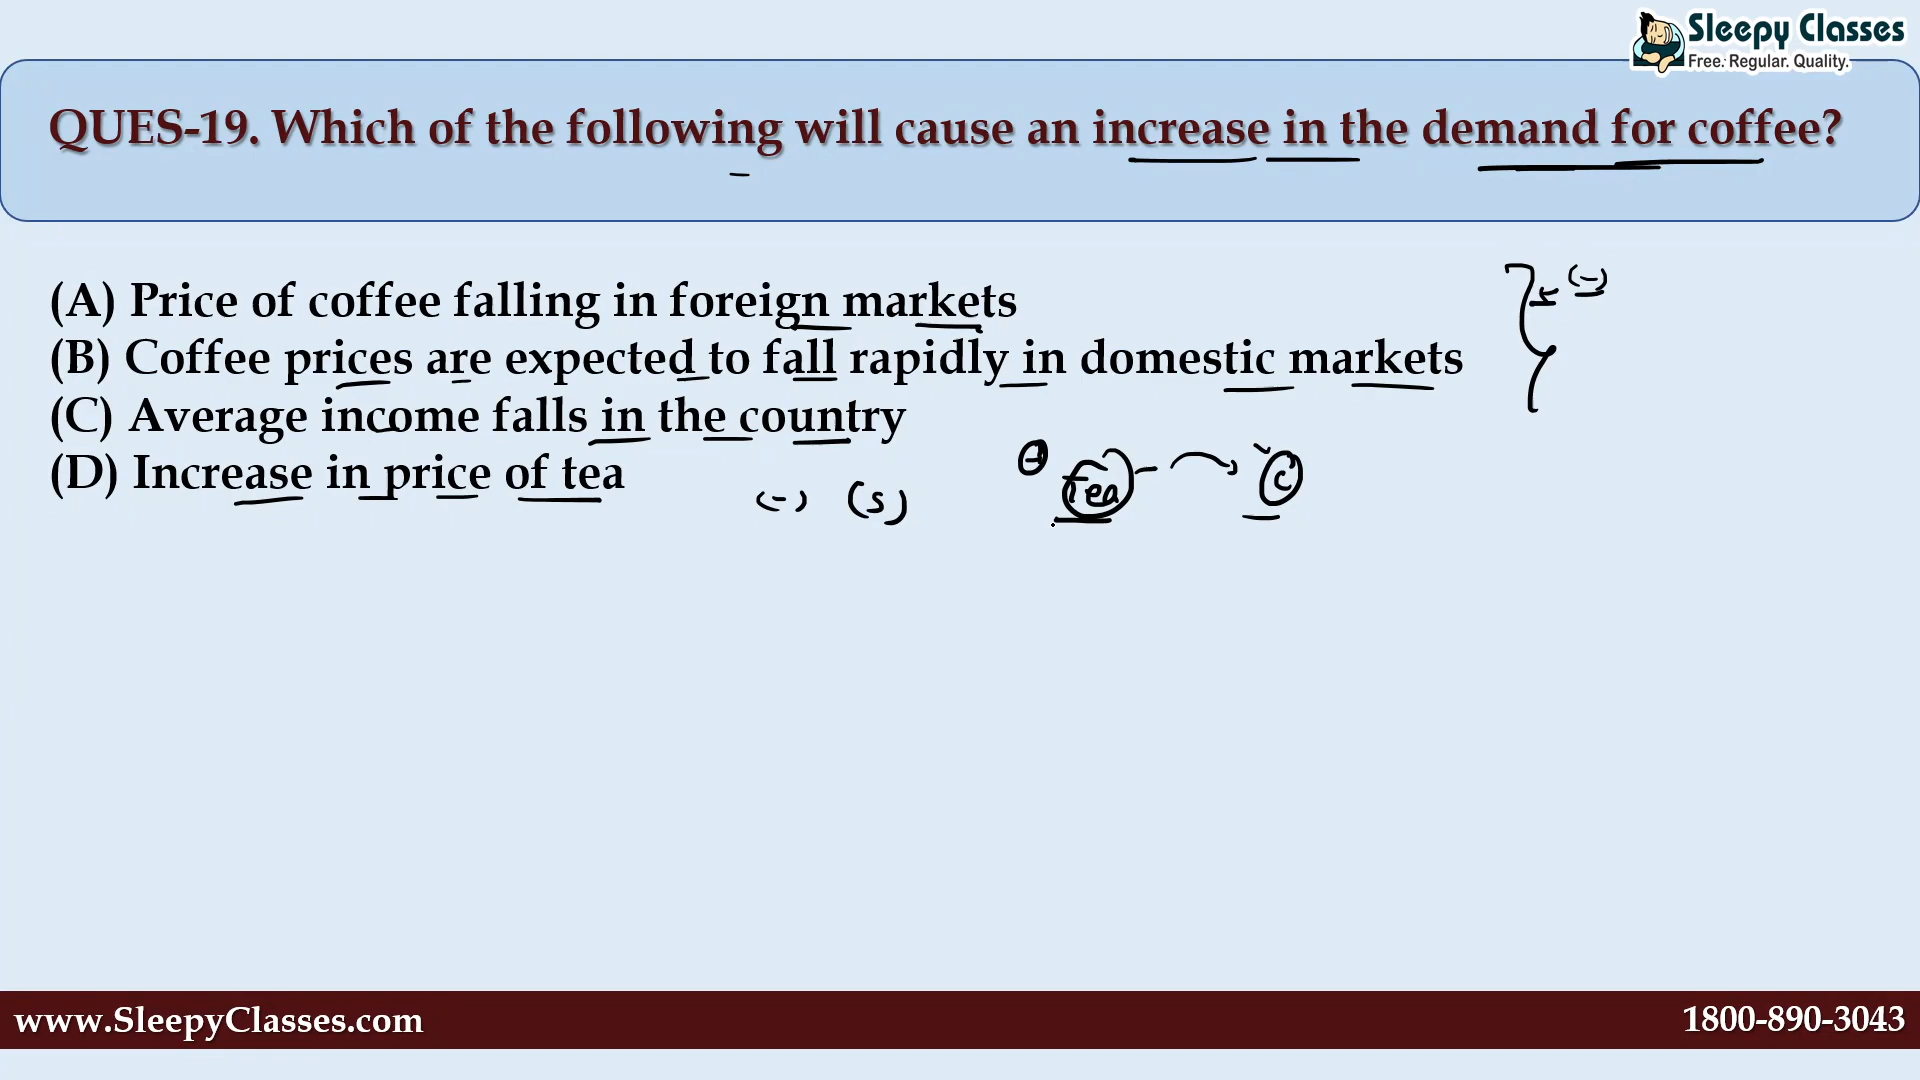 Sleepy Classes
Free. Regular. Quality.
QUES-19. Which of the following will cause an increase in the demand for coffee?
(A) Price of coffee falling in foreign markets
(B) Coffee prices are expected to fall rapidly in domestic markets
(C) Average income falls in the country
(D) Increase in price of tea
(-)
(-) (s)
Tea
C
www.SleepyClasses.com
1800-890-3043